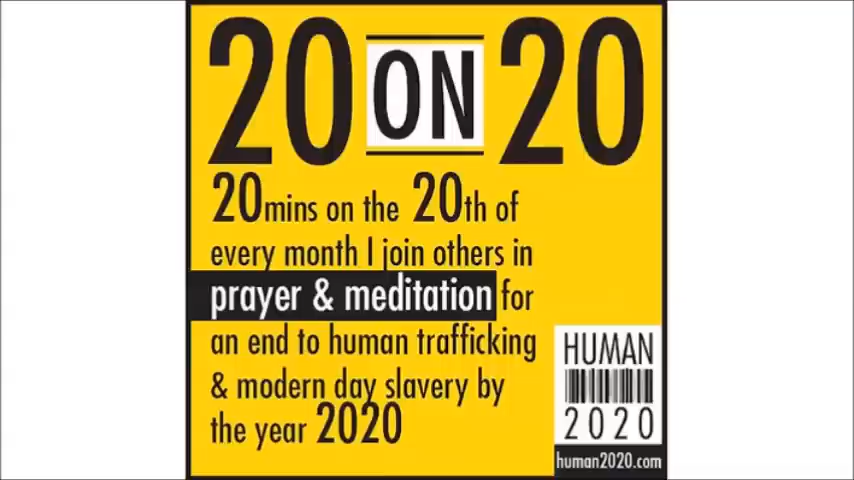 20 ON 20
20mins on the 20th of
every month I join others in
prayer & meditation for
an end to human trafficking
& modern day slavery by
the year 2020
HUMAN
2020
human2020.com